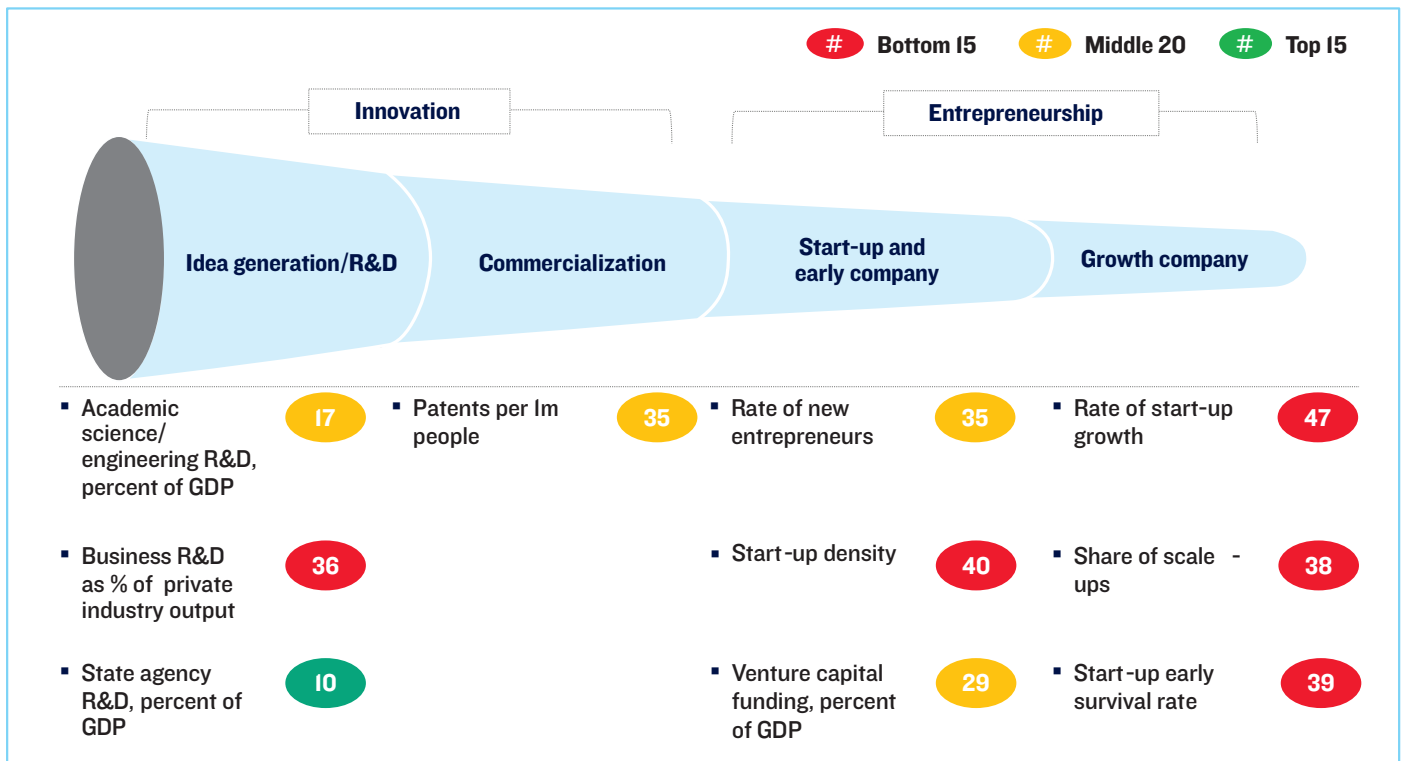 # Bottom 15 # Middle 20 # Top 15
Innovation
Entrepreneurship
Idea generation/R&D
Commercialization
Start-up and
early company
Growth company
▪ Academic
science/
engineering R&D,
percent of GDP
17
▪ Patents per 1m
people
35
▪ Rate of new
entrepreneurs
35
▪ Rate of start-up
growth
47
▪ Business R&D
as % of private
industry output
36
▪ Start-up density
40
▪ Share of scale -
ups
38
▪ State agency
R&D, percent of
GDP
10
▪ Venture capital
funding, percent
of GDP
29
▪ Start-up early
survival rate
39